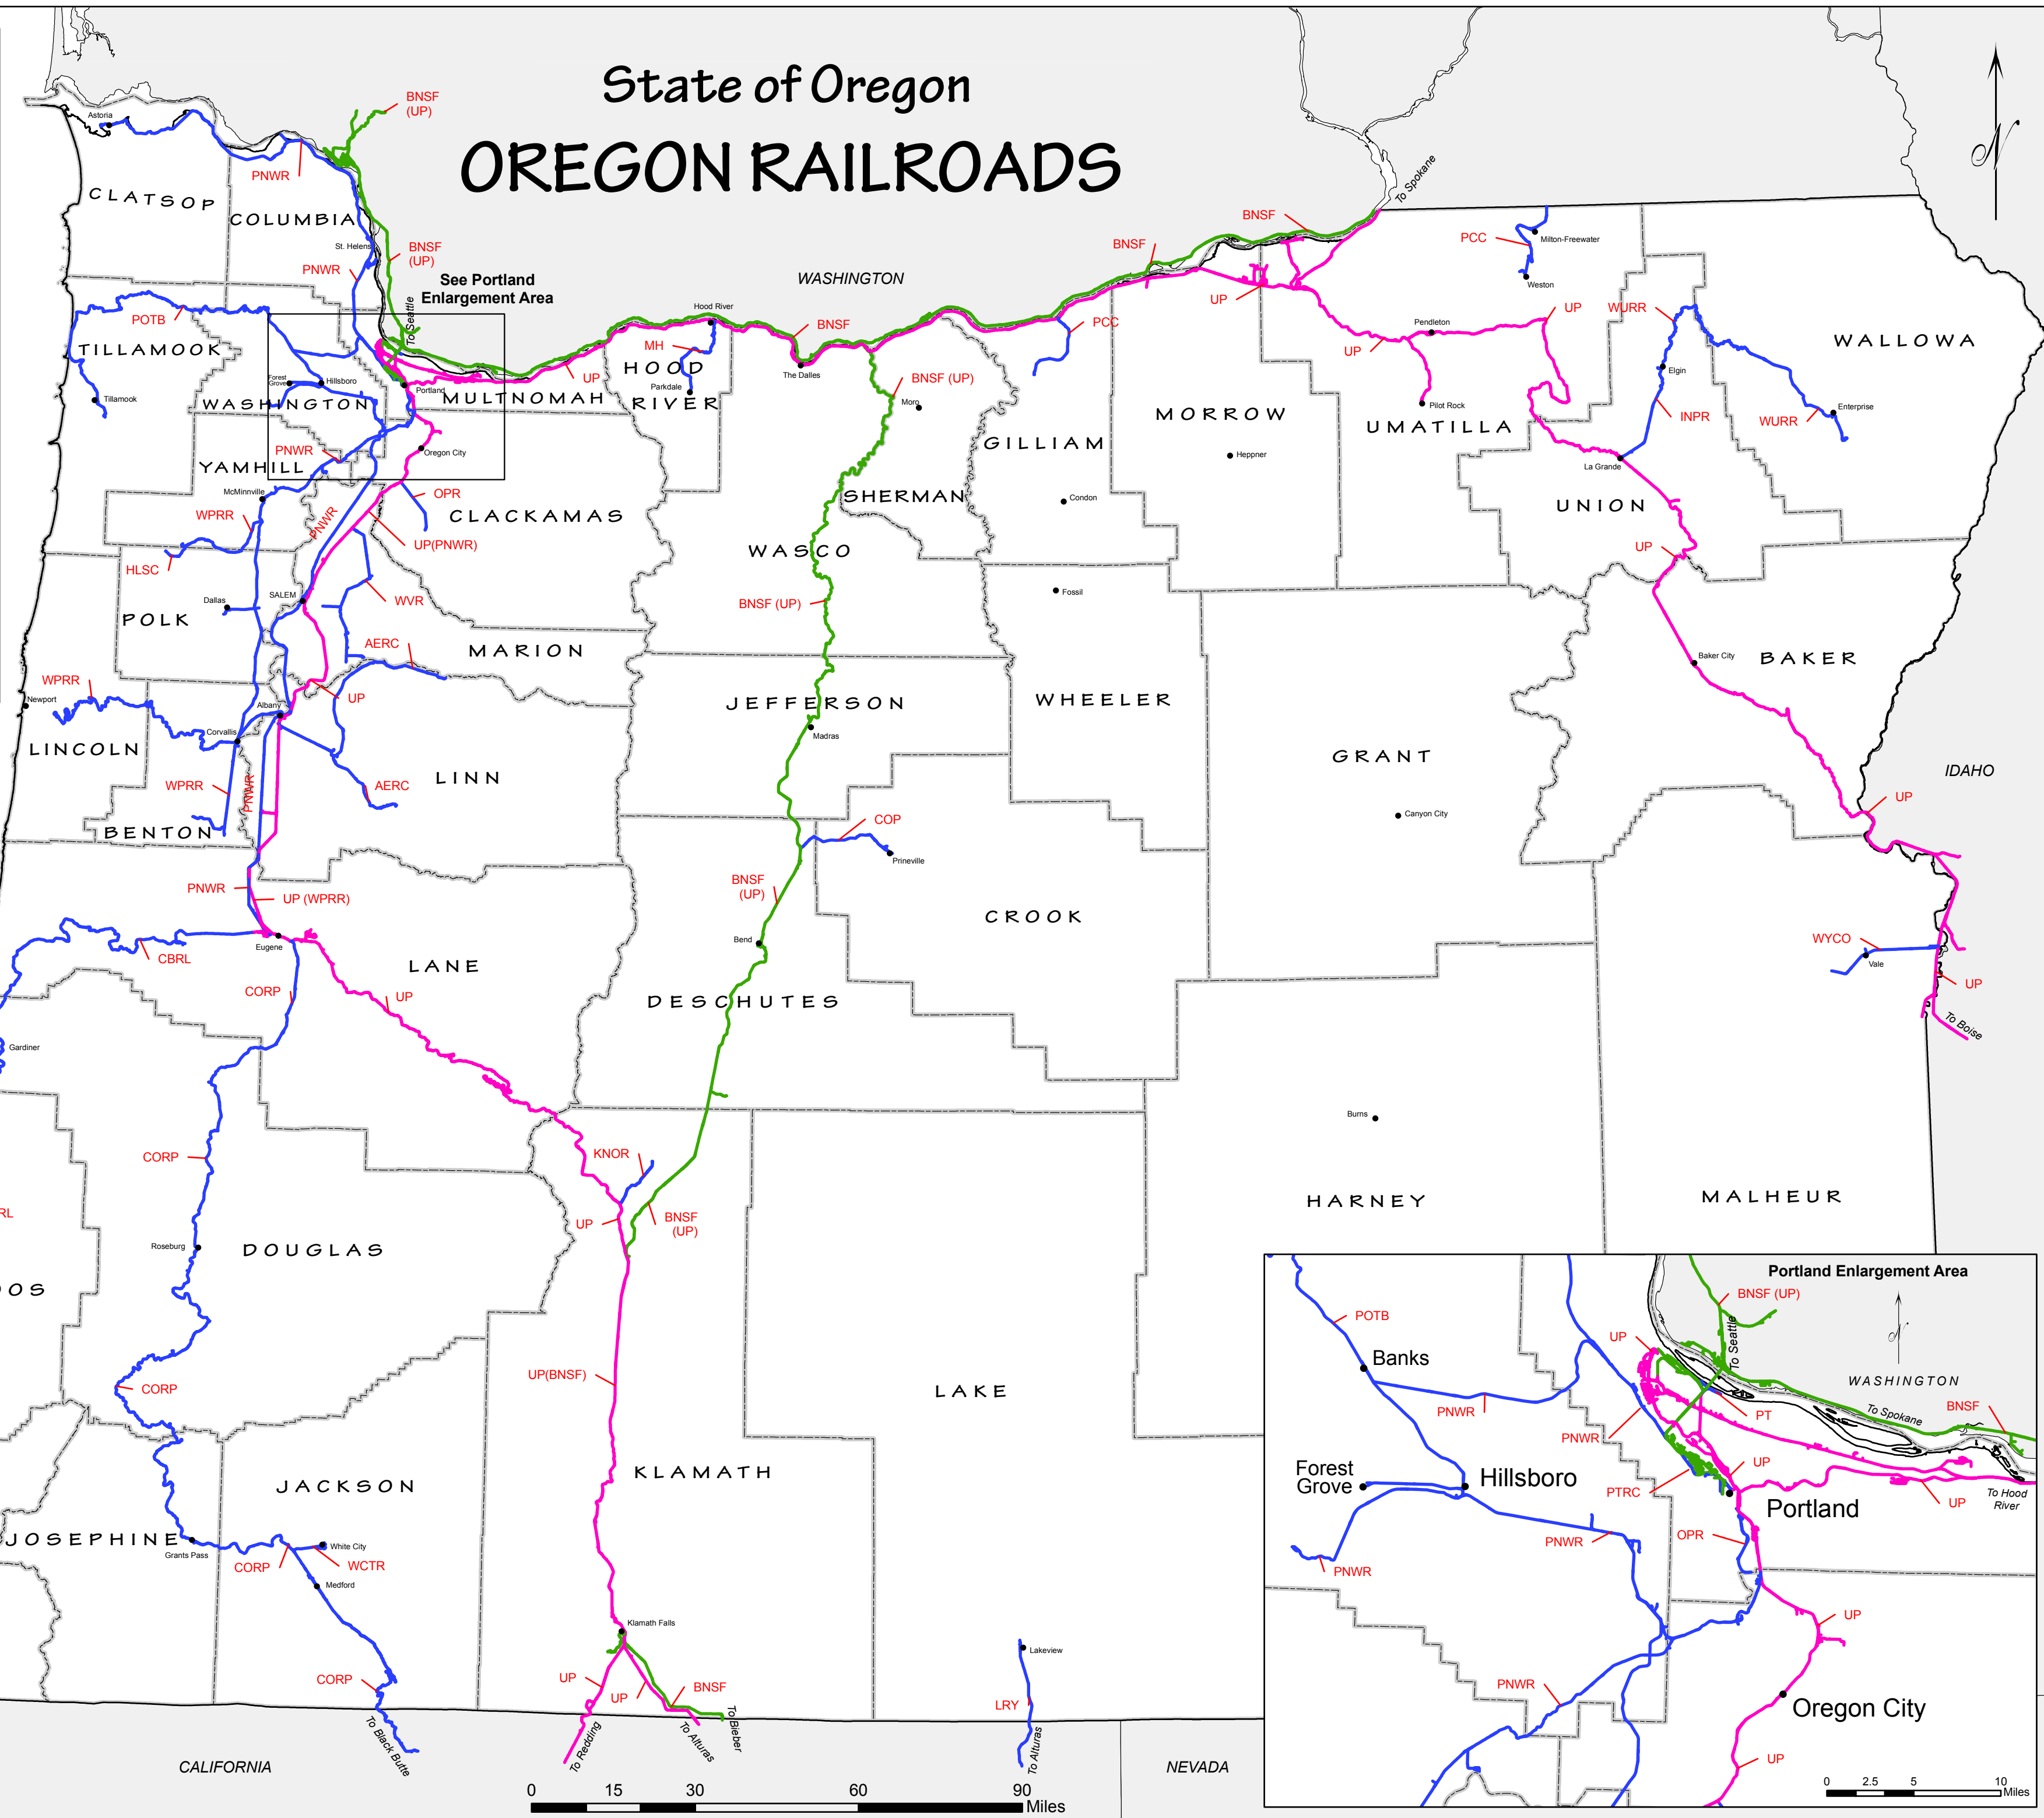 State of Oregon
OREGON RAILROADS
BNSF
(UP)
Astoria
PNWR
CLATSOP
COLUMBIA
St. Helens
BNSF
(UP)
PNWR
See Portland
Enlargement Area
To Seattle
WASHINGTON
To Spokane
BNSF
BNSF
PCC
Milton-Freewater
Weston
POTB
TILLAMOOK
Tillamook
Forest
Grove
Hillsboro
WASHINGTON
Portland
MULTNOMAH
UP
Hood River
MH
HOOD
RIVER
Parkdale
BNSF
The Dalles
BNSF (UP)
Moro
PCC
UP
UP
Pendleton
UP
Pilot Rock
WURR
WALLOWA
Elgin
INPR
WURR
Enterprise
GILLIAM
MORROW
UMATILLA
Heppner
La Grande
UNION
PNWR
YAMHILL
Oregon City
McMinnville
OPR
CLACKAMAS
WPRR
PNWR
UP(PNWR)
HLSC
SHERMAN
Condon
WASCO
UP
Dallas
SALEM
WVR
POLK
BNSF (UP)
Fossil
AERC
MARION
Baker City
BAKER
WPRR
Newport
UP
Albany
JEFFERSON
WHEELER
Corvallis
Madras
LINCOLN
LINN
GRANT
IDAHO
WPRR
PNWR
AERC
UP
BENTON
COP
Prineville
Canyon City
PNWR
UP (WPRR)
BNSF
(UP)
CROOK
Eugene
Bend
CBRL
LANE
WYCO
Vale
CORP
UP
DESCHUTES
UP
To Boise
Gardiner
Burns
CORP
KNOR
UP
BNSF
(UP)
HARNEY
MALHEUR
RL
Roseburg
DOUGLAS
OS
UP(BNSF)
CORP
LAKE
KLAMATH
JACKSON
JOSEPHINE
Grants Pass
White City
CORP
WCTR
Medford
Klamath Falls
Lakeview
CORP
UP
UP
BNSF
LRY
To Black Butte
To Redding
To Alturas
To Bieber
To Alturas
CALIFORNIA
NEVADA
0 15 30 60 90
Miles
Portland Enlargement Area
BNSF (UP)
POTB
UP
To Seattle
Banks
WASHINGTON
PNWR
PT
To Spokane
BNSF
PNWR
UP
Forest
Grove
Hillsboro
PTRC
UP
To Hood
River
Portland
PNWR
OPR
PNWR
UP
PNWR
Oregon City
UP
0 2.5 5 10
Miles